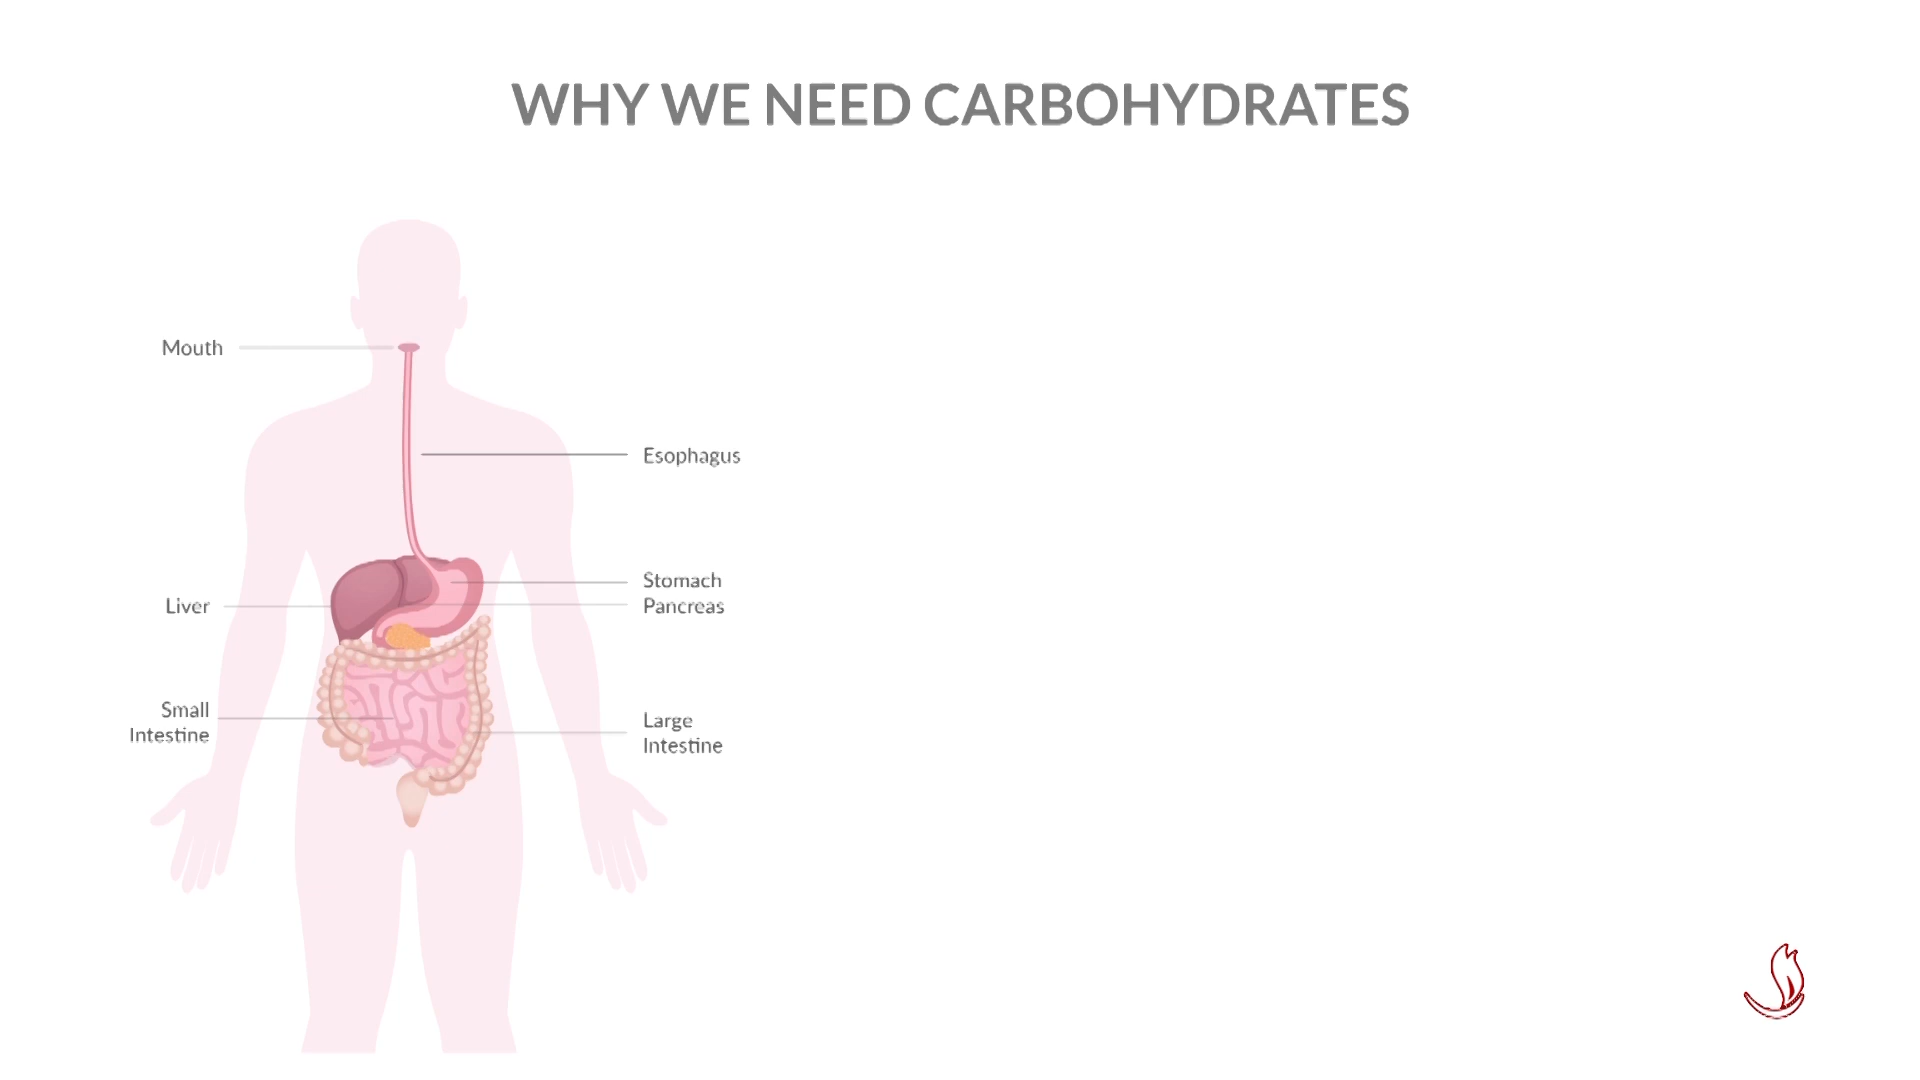 WHY WE NEED CARBOHYDRATES
Mouth
Esophagus
Stomach
Liver
Pancreas
Small
Intestine
Large
Intestine